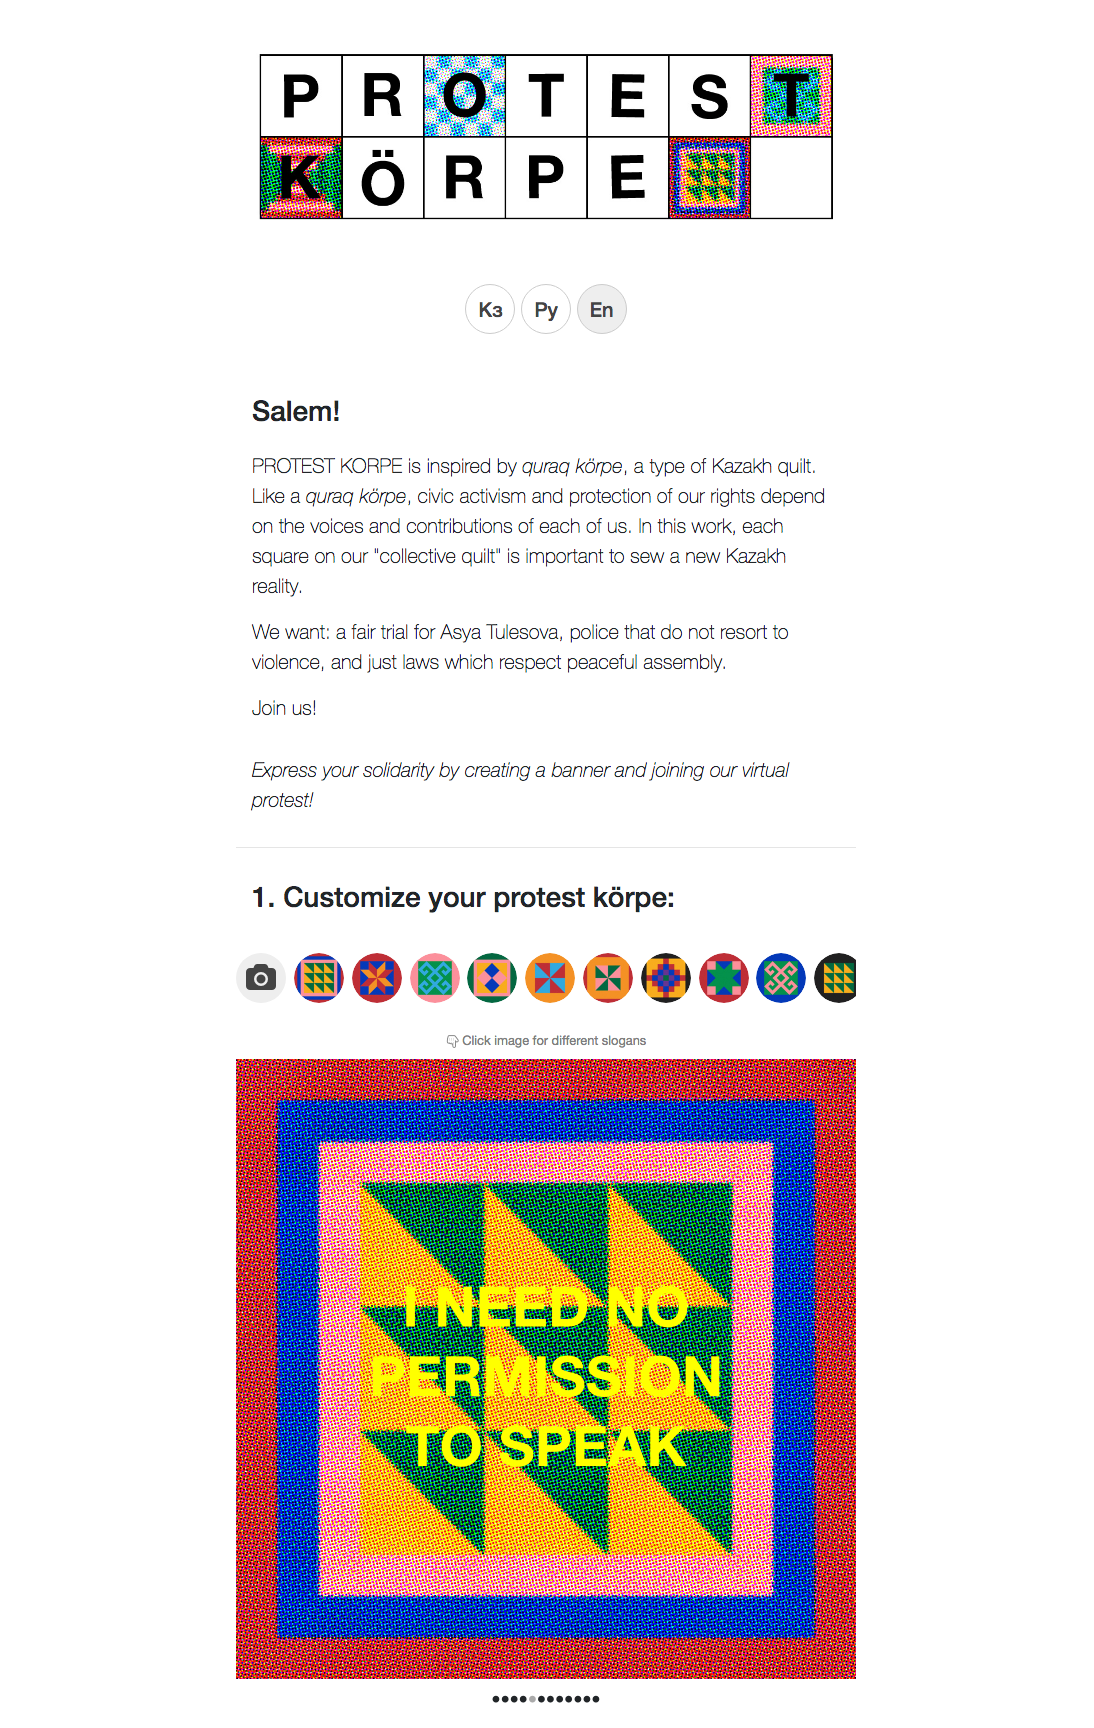 PROTEST
KÖRPE
Кз Ру En
Salem!
PROTEST KORPE is inspired by quraq körpe, a type of Kazakh quilt.
Like a quraq körpe, civic activism and protection of our rights depend
on the voices and contributions of each of us. In this work, each
square on our "collective quilt" is important to sew a new Kazakh
reality.
We want: a fair trial for Asya Tulesova, police that do not resort to
violence, and just laws which respect peaceful assembly.
Join us!
Express your solidarity by creating a banner and joining our virtual
protest!
1. Customize your protest körpe:
Click image for different slogans
I NEED NO
PERMISSION
TO SPEAK